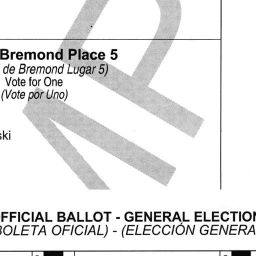 Bremond Place 5
de Bremond Lugar 5)
Vote for One
(Vote por Uno)
ski
OFFICIAL BALLOT - GENERAL ELECTION
BOLETA OFICIAL) - (ELECCIÓN GENERA